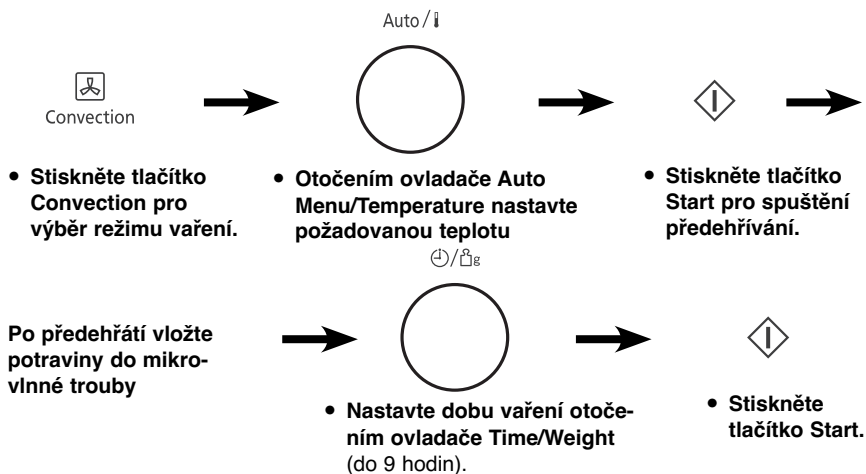 Auto/
Convection
• Stiskněte tlačítko
Convection pro
výběr režimu vaření.
• Otočením ovladače Auto
Menu/Temperature nastavte
požadovanou teplotu
• Stiskněte tlačítko
Start pro spuštění
předehřívání.
Po předehřátí vložte
potraviny do mikro-
vlnné trouby
/g
• Nastavte dobu vaření otoče-
ním ovladače Time/Weight
(do 9 hodin).
• Stiskněte
tlačítko Start.